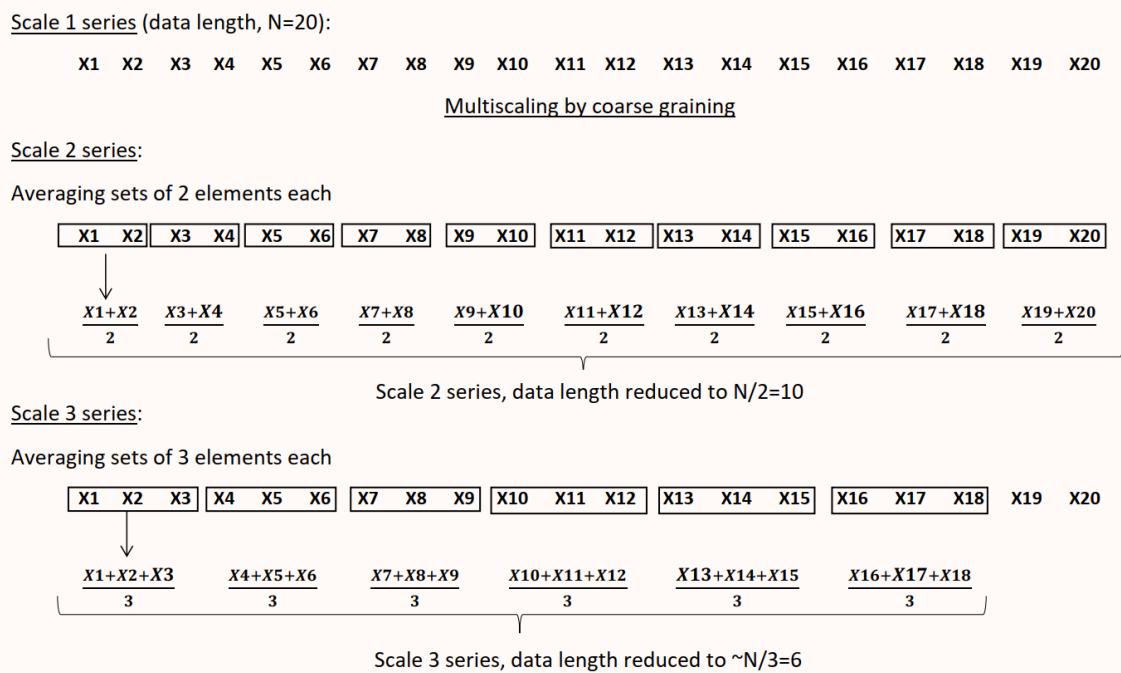 Scale 1 series (data length, N=20):
X1 X2 X3 X4 X5 X6 X7 X8 X9 X10 X11 X12 X13 X14 X15 X16 X17 X18 X19 X20
Multiscaling by coarse graining
Scale 2 series:
Averaging sets of 2 elements each
X1 X2 X3 X4 X5 X6 X7 X8 X9 X10 X11 X12 X13 X14 X15 X16 X17 X18 X19 X20
X1+X2 X3+X4 X5+X6 X7+X8 X9+X10 X11+X12 X13+X14 X15+X16 X17+X18 X19+X20
2 2 2 2 2 2 2 2 2 2
Scale 2 series, data length reduced to N/2=10
Scale 3 series:
Averaging sets of 3 elements each
X1 X2 X3 X4 X5 X6 X7 X8 X9 X10 X11 X12 X13 X14 X15 X16 X17 X18 X19 X20
X1+X2+X3 X4+X5+X6 X7+X8+X9 X10+X11+X12 X13+X14+X15 X16+X17+X18
3 3 3 3 3 3
Scale 3 series, data length reduced to ~N/3=6